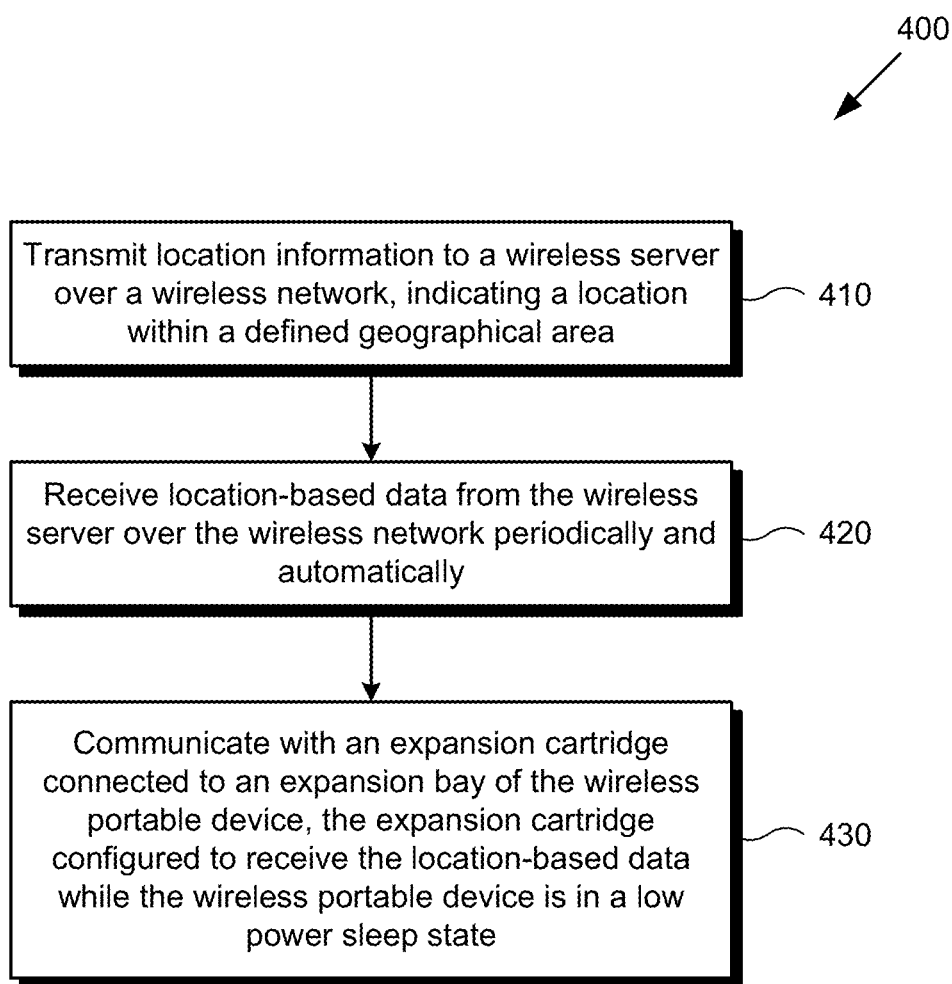 400
Transmit location information to a wireless server
over a wireless network, indicating a location
within a defined geographical area
410
Receive location-based data from the wireless
server over the wireless network periodically and
automatically
420
Communicate with an expansion cartridge
connected to an expansion bay of the wireless
portable device, the expansion cartridge
configured to receive the location-based data
while the wireless portable device is in a low
power sleep state
430